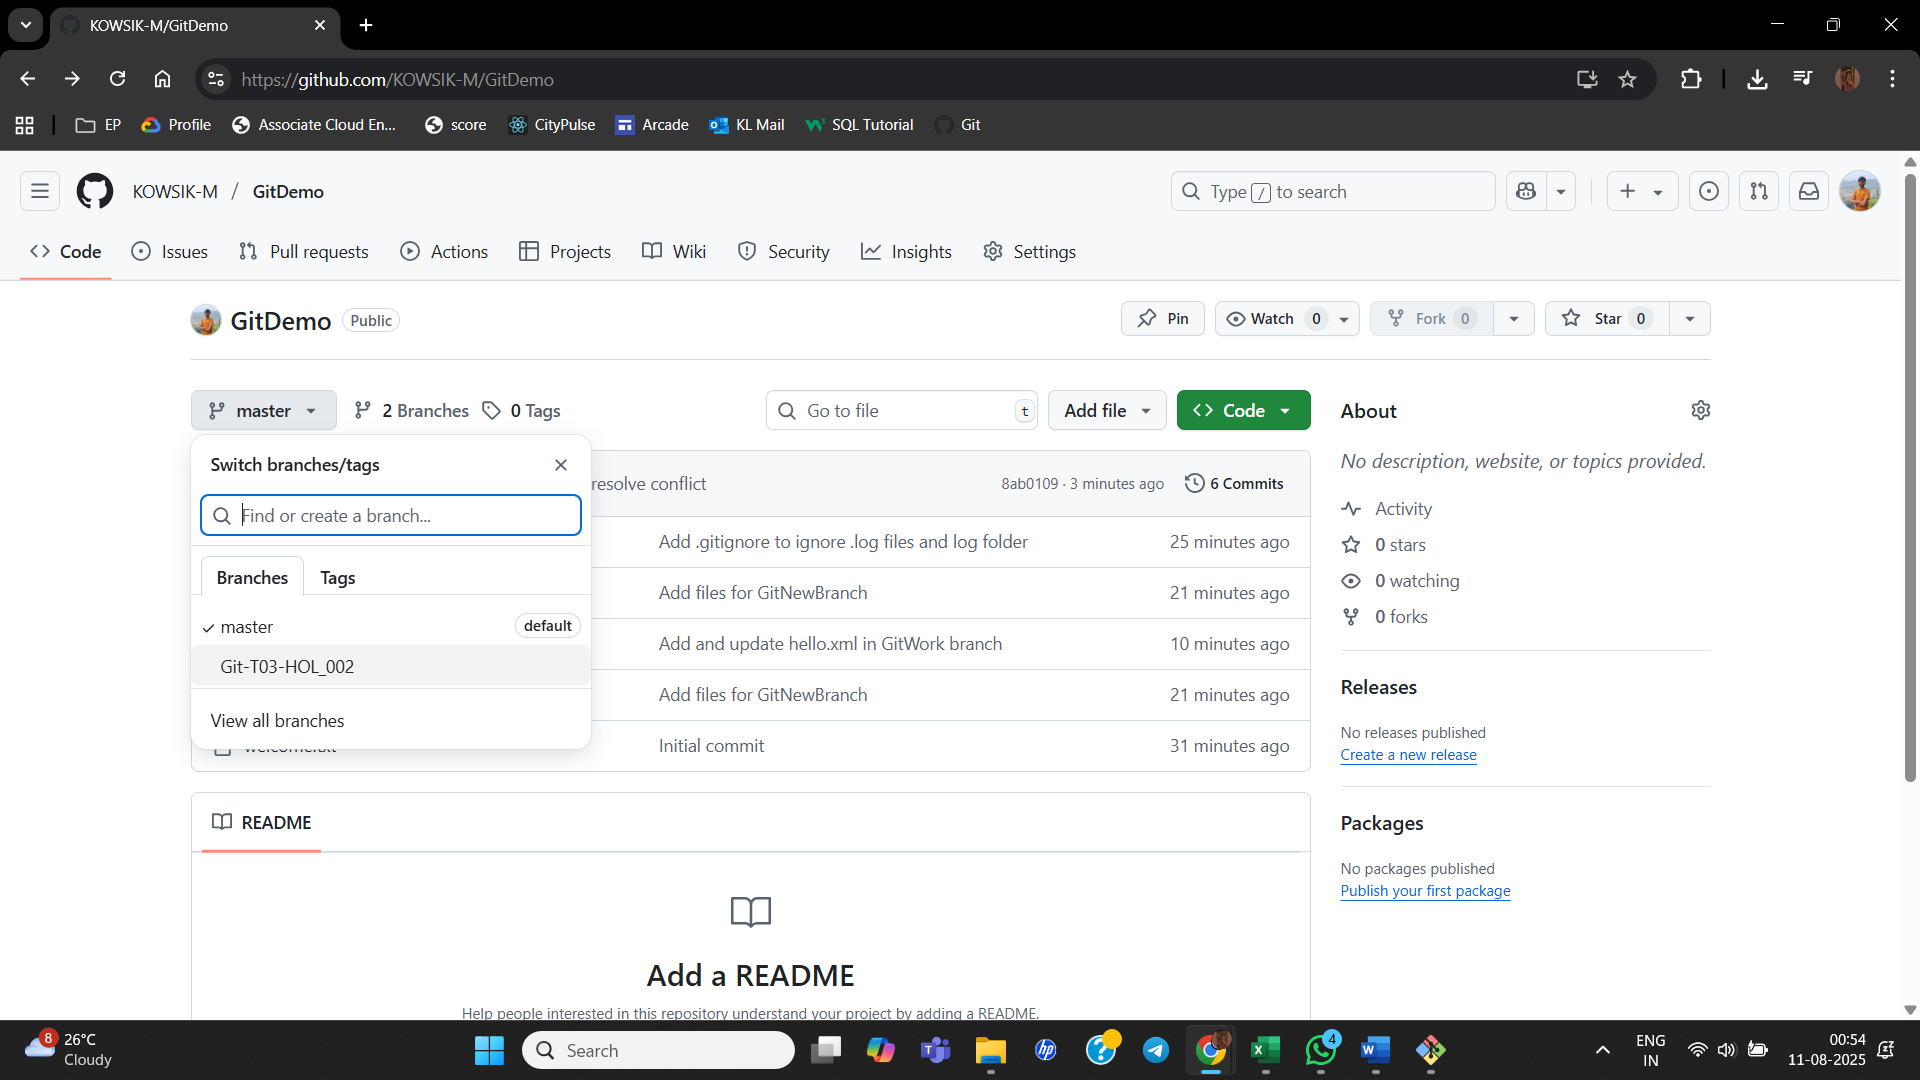 KOWSIK-M/GitDemo
https://github.com/KOWSIK-M/GitDemo
EP
Profile
Associate Cloud En...
score
CityPulse
Arcade
KL Mail
SQL Tutorial
Git
KOWSIK-M / GitDemo
Type / to search
Code
Issues
Pull requests
Actions
Projects
Wiki
Security
Insights
Settings
GitDemo Public
Pin
Watch 0
Fork 0
Star 0
master
2 Branches
0 Tags
Go to file t
Add file
Code
Switch branches/tags
Find or create a branch...
Branches
Tags
master default
Git-T03-HOL_002
View all branches
resolve conflict
8ab0109 · 3 minutes ago
6 Commits
Add .gitignore to ignore .log files and log folder 25 minutes ago
Add files for GitNewBranch 21 minutes ago
Add and update hello.xml in GitWork branch 10 minutes ago
Add files for GitNewBranch 21 minutes ago
Initial commit 31 minutes ago
README
Add a README
Help people interested in this repository understand your project by adding a README.
About
No description, website, or topics provided.
Activity
0 stars
0 watching
0 forks
Releases
No releases published
Create a new release
Packages
No packages published
Publish your first package
8
26°C
Cloudy
Search
4
ENG
IN
00:54
11-08-2025